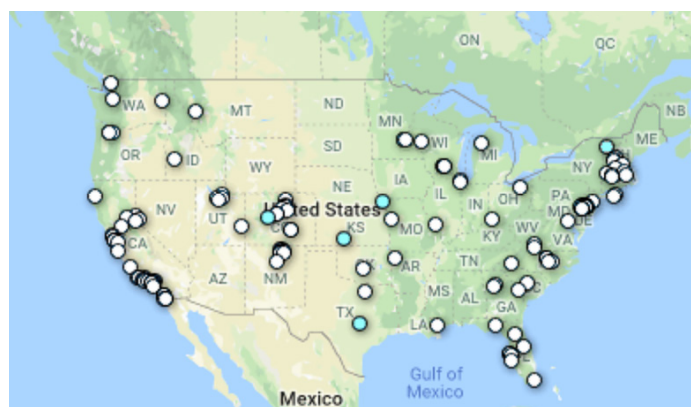 ON
QC
NB
WA
MT
ND
MN
WI
MI
ME
OR
ID
SD
WY
NY
IA
NE
NV
UT
United States
IL
IN
OH
PA
MD
DE
CA
KS
MO
KY
WV
VA
AZ
NM
AR
TN
MS
AL
GA
TX
LA
Gulf of
Mexico
Mexico